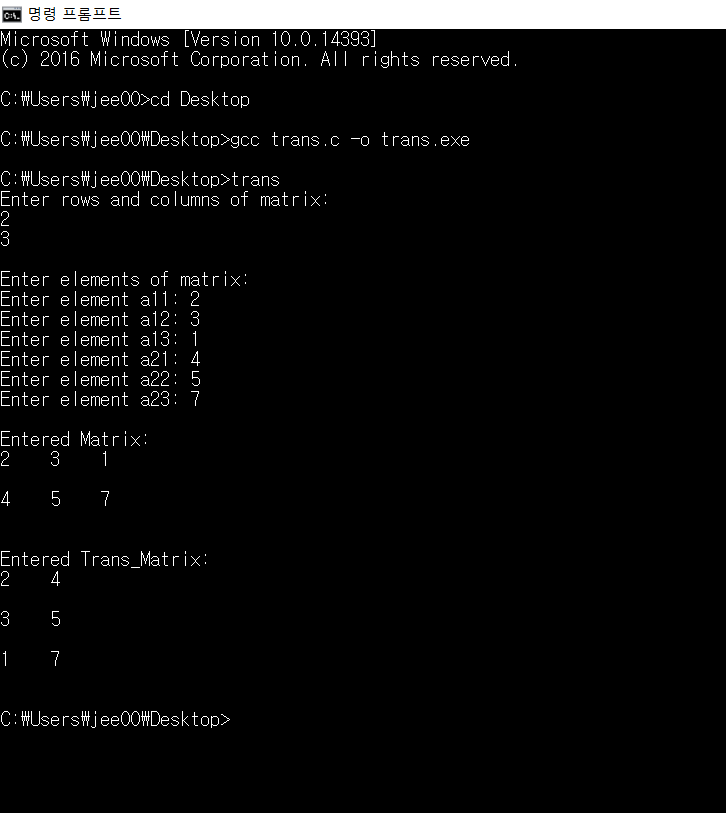 명령 프롬프트
Microsoft Windows [Version 10.0.14393]
(c) 2016 Microsoft Corporation. All rights reserved.
C:₩Users₩jee00>cd Desktop
C:₩Users₩jee00₩Desktop>gcc trans.c -o trans.exe
C:₩Users₩jee00₩Desktop>trans
Enter rows and columns of matrix:
2
3
Enter elements of matrix:
Enter element a11: 2
Enter element a12: 3
Enter element a13: 1
Enter element a21: 4
Enter element a22: 5
Enter element a23: 7
Entered Matrix:
2    3    1
4    5    7
Entered Trans_Matrix:
2    4
3    5
1    7
C:₩Users₩jee00₩Desktop>